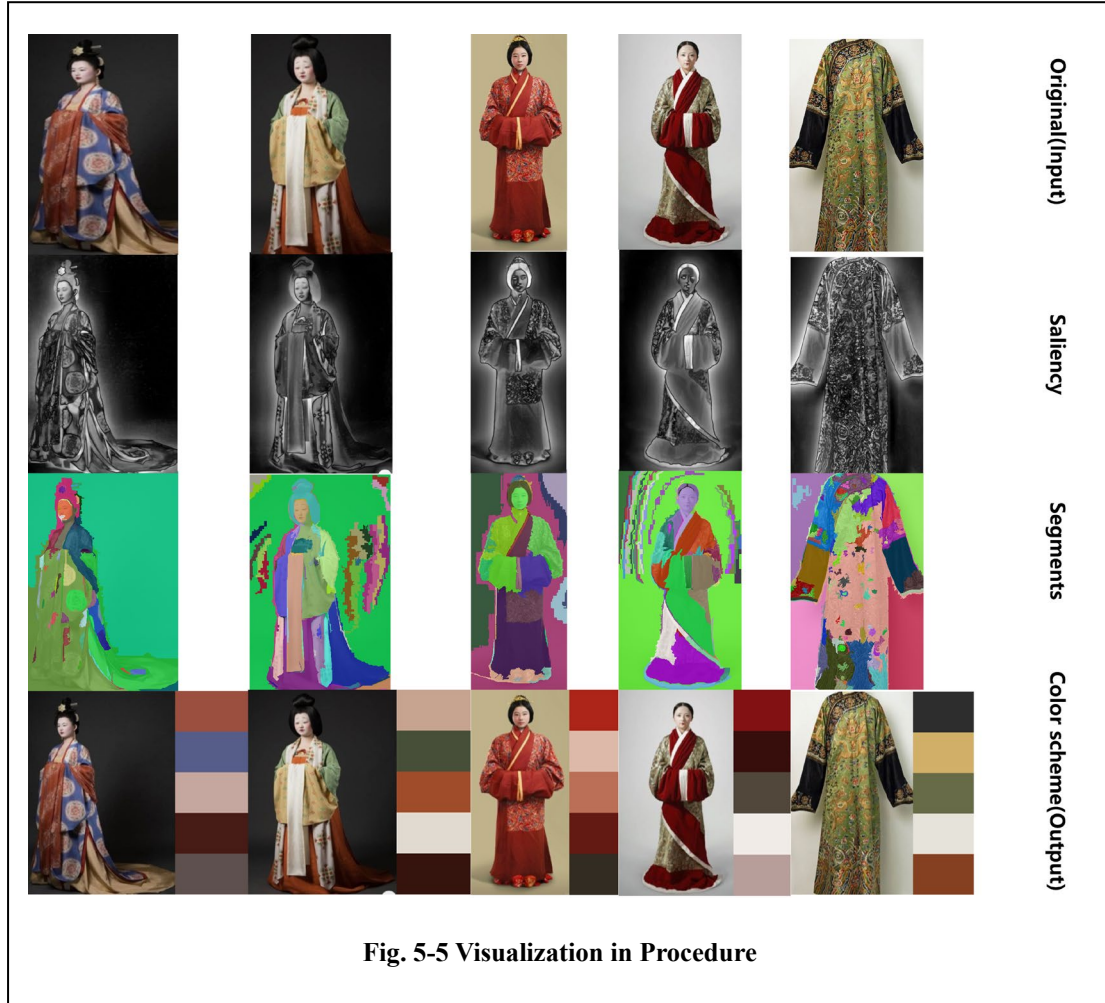 Original(Input)
Saliency
Segments
Color scheme(Output)
Fig. 5-5 Visualization in Procedure